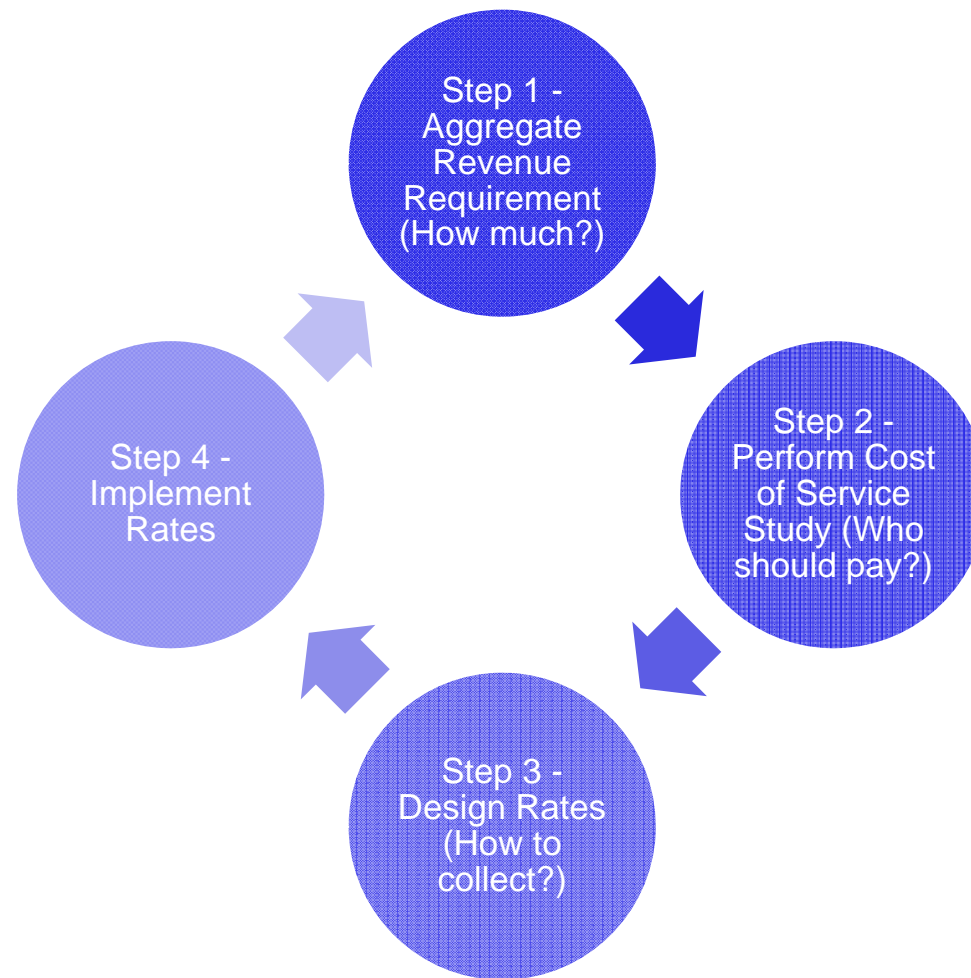 Step 1 -
Aggregate
Revenue
Requirement
(How much?)
Step 2 -
Perform Cost
of Service
Study (Who
should pay?)
Step 3 -
Design Rates
(How to
collect?)
Step 4 -
Implement
Rates